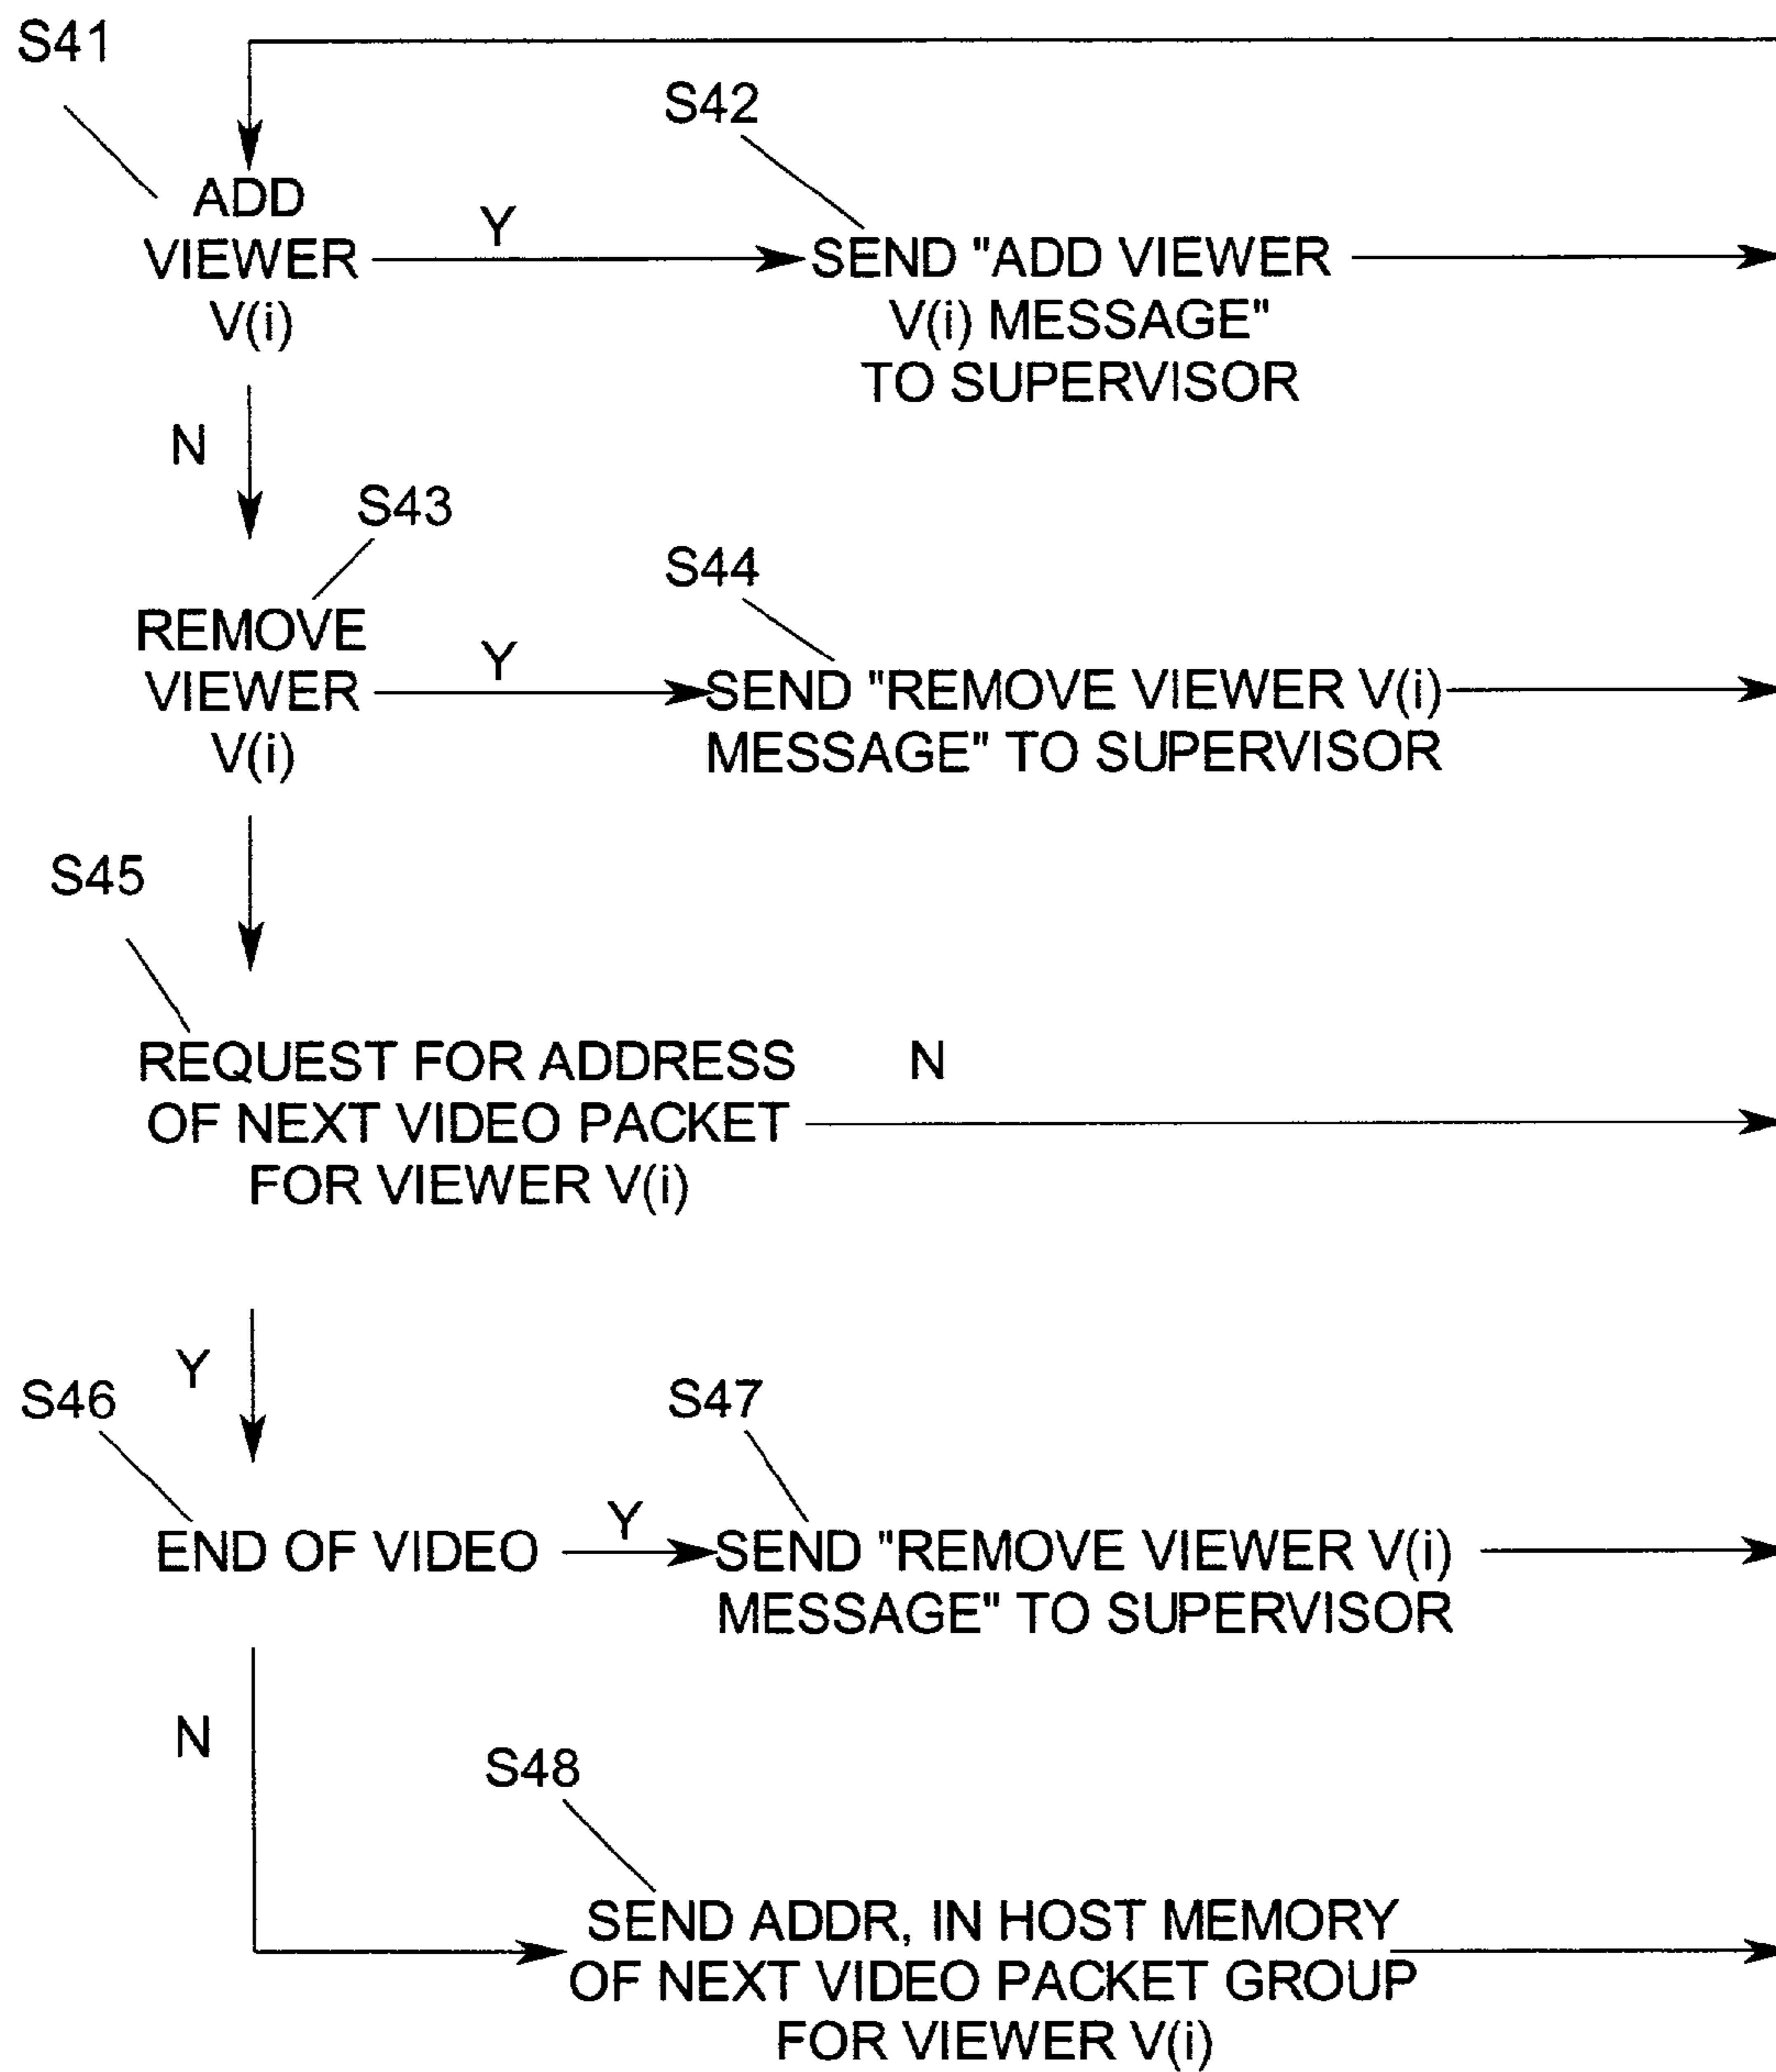 S41
S42
ADD
VIEWER
V(i)
Y
SEND "ADD VIEWER
V(i) MESSAGE"
TO SUPERVISOR
N
S43
S44
REMOVE
VIEWER
V(i)
Y
SEND "REMOVE VIEWER V(i)
MESSAGE" TO SUPERVISOR
S45
REQUEST FOR ADDRESS
OF NEXT VIDEO PACKET
FOR VIEWER V(i)
N
Y
S46
S47
END OF VIDEO
Y
SEND "REMOVE VIEWER V(i)
MESSAGE" TO SUPERVISOR
N
S48
SEND ADDR, IN HOST MEMORY
OF NEXT VIDEO PACKET GROUP
FOR VIEWER V(i)